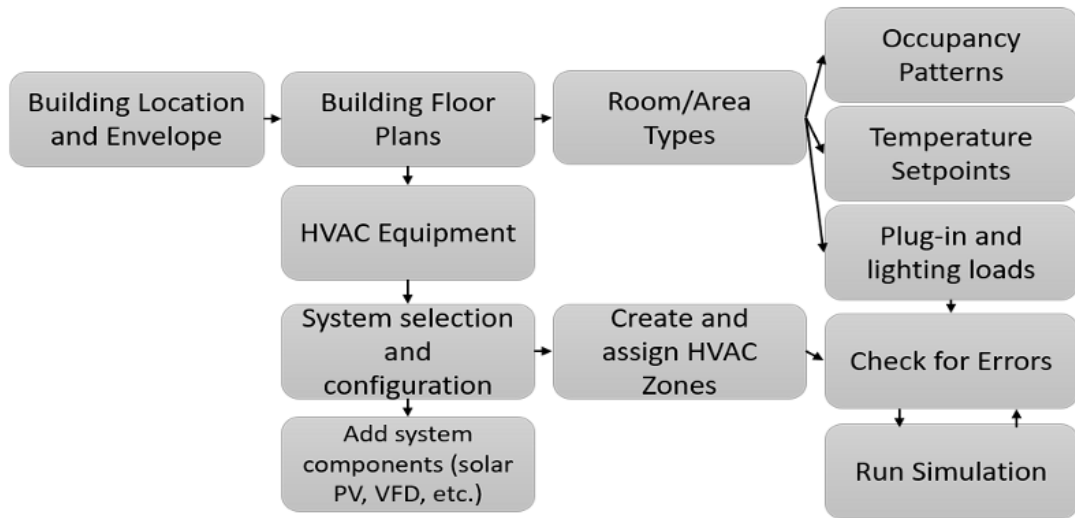 Occupancy
Patterns
Building Location
and Envelope
Building Floor
Plans
Room/Area
Types
Temperature
Setpoints
HVAC Equipment
Plug-in and
lighting loads
System selection
and
configuration
Create and
assign HVAC
Zones
Check for Errors
Add system
components (solar
PV, VFD, etc.)
Run Simulation